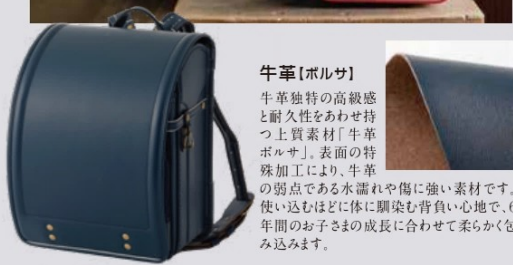 牛革【ボルサ】
牛革独特の高級感
と耐久性をあわせ持
つ上質素材「牛革
ボルサ」。表面の特
殊加工により、牛革
の弱点である水濡れや傷に強い素材です。
使い込むほどに体に馴染む背負い心地で、6
年間のお子さまの成長に合わせて柔らかく包
み込みます。